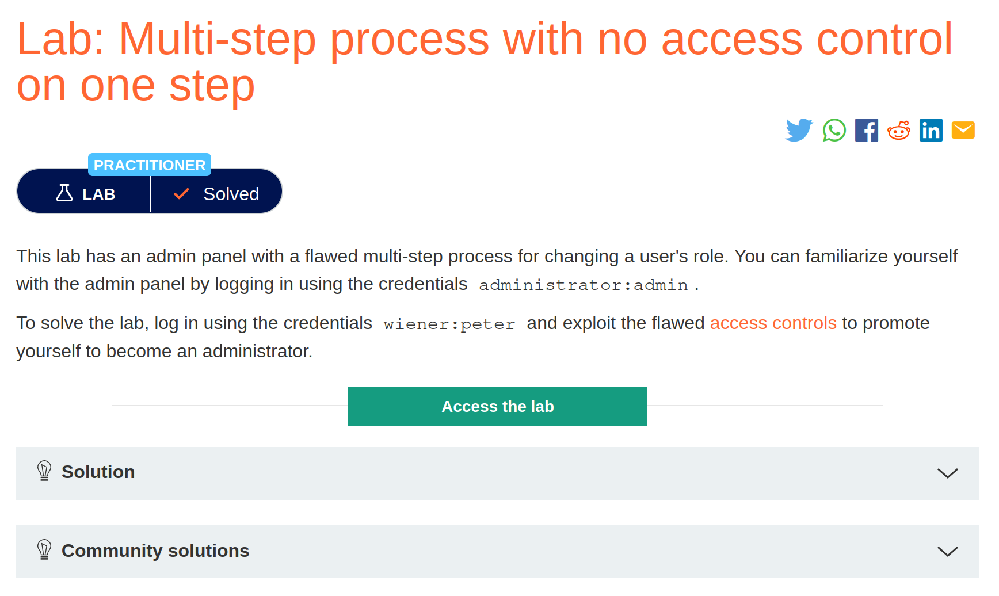 Lab: Multi-step process with no access control
on one step
PRACTITIONER
LAB
Solved
This lab has an admin panel with a flawed multi-step process for changing a user's role. You can familiarize yourself
with the admin panel by logging in using the credentials administrator:admin .
To solve the lab, log in using the credentials wiener:peter and exploit the flawed access controls to promote
yourself to become an administrator.
Access the lab
Solution
Community solutions